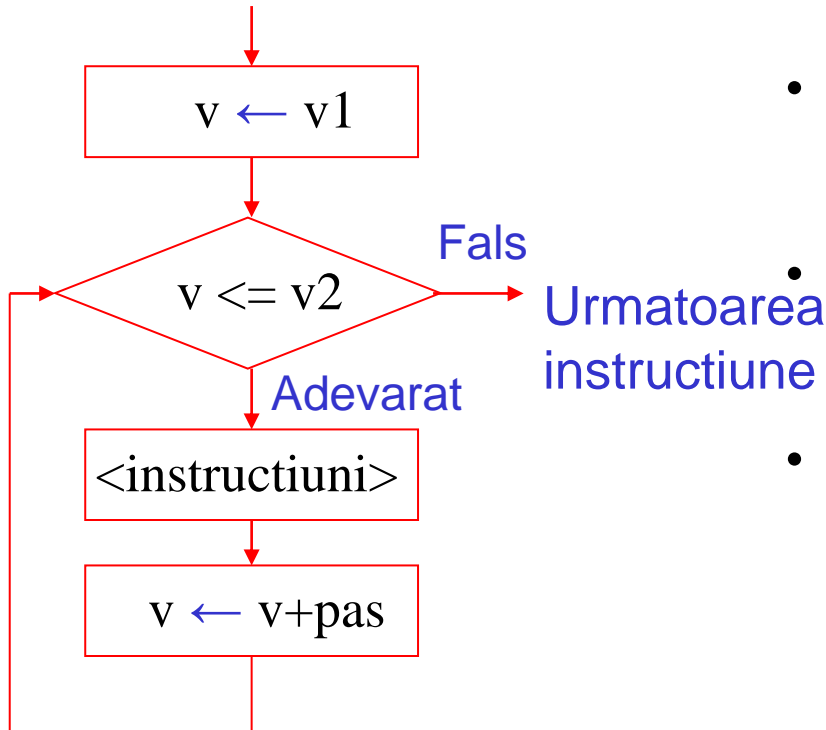 v ← v1
v <= v2
Fals
Urmatoarea
instructiune
Adevarat
<instructiuni>
v ← v+pas
•
•
•